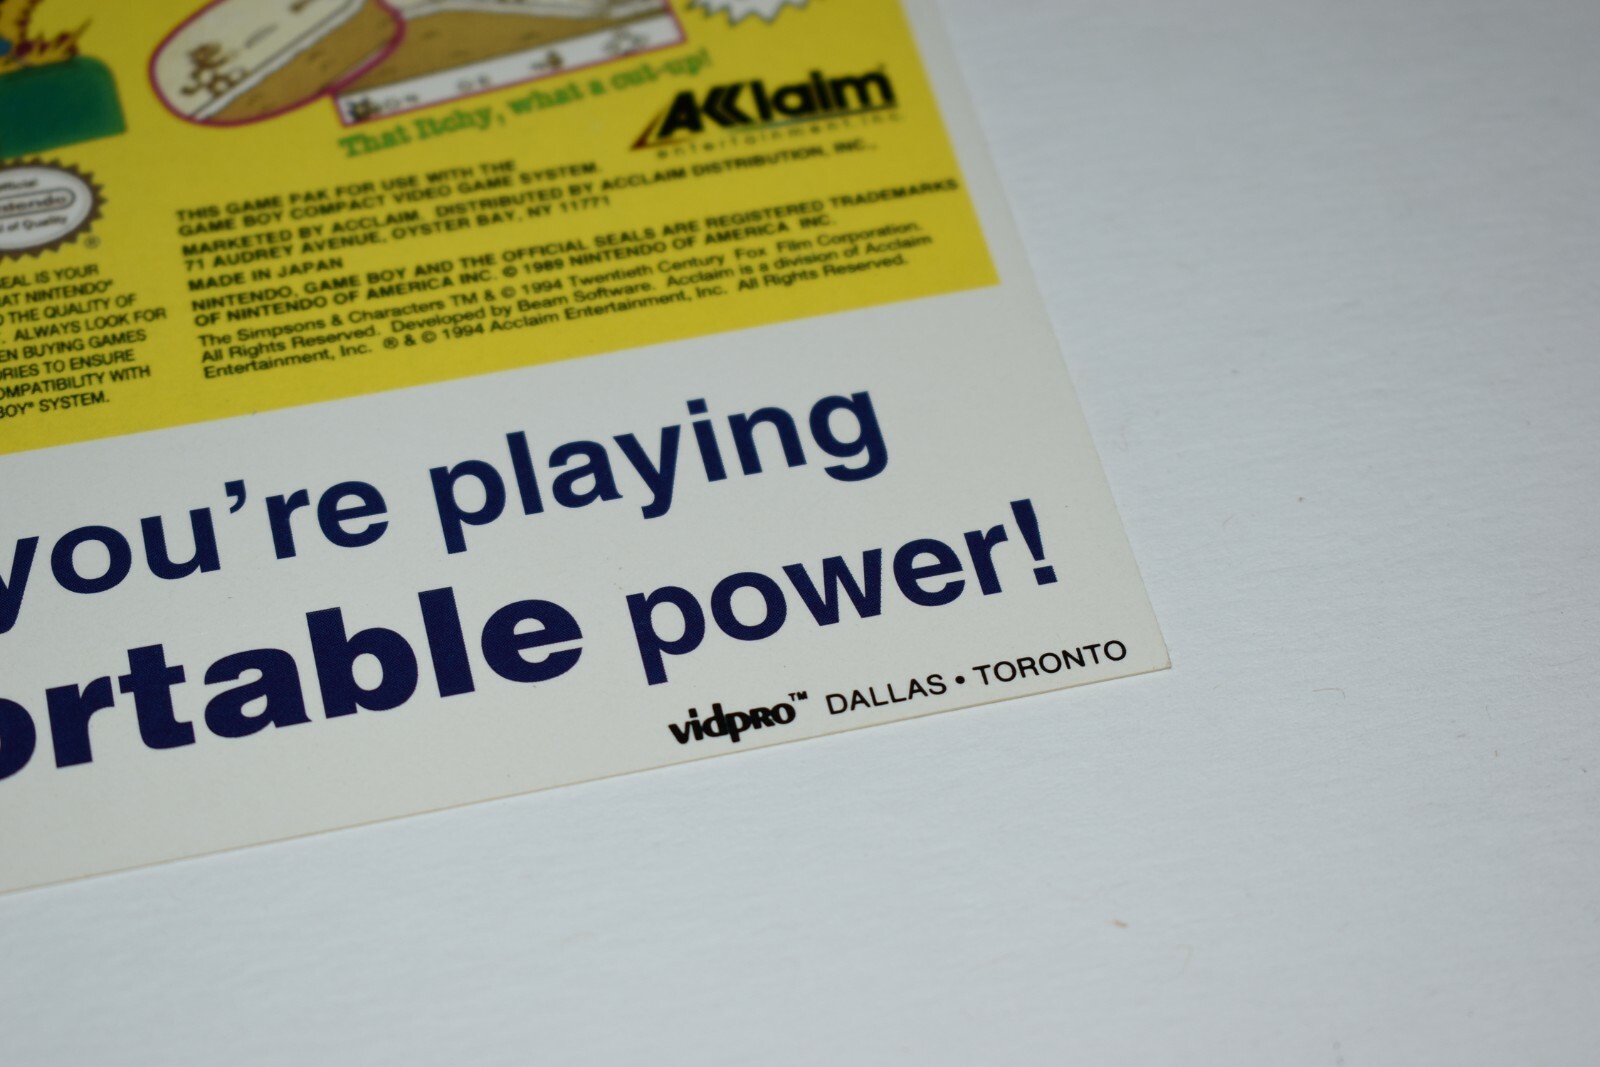 That Itchy, what a cut-up!
Acclaim
entertainment inc.
THIS GAME PAK FOR USE WITH THE
GAME BOY COMPACT VIDEO GAME SYSTEM.
MARKETED BY ACCLAIM. DISTRIBUTED BY ACCLAIM DISTRIBUTION, INC.,
71 AUDREY AVENUE, OYSTER BAY, NY 11771
MADE IN JAPAN
NINTENDO, GAME BOY AND THE OFFICIAL SEALS ARE REGISTERED TRADEMARKS
OF NINTENDO OF AMERICA INC. © 1989 NINTENDO OF AMERICA INC.
The Simpsons & Characters TM & © 1994 Twentieth Century Fox Film Corporation.
All Rights Reserved. Developed by Beam Software. Acclaim is a division of Acclaim
Entertainment, Inc. ® & © 1994 Acclaim Entertainment, Inc. All Rights Reserved.
of Quality
®
SEAL IS YOUR
AT NINTENDO®
THE QUALITY OF
ALWAYS LOOK FOR
EN BUYING GAMES
RIES TO ENSURE
OMPATIBILITY WITH
BOY® SYSTEM.
you're playing
ortable power!
vidpro™ DALLAS • TORONTO